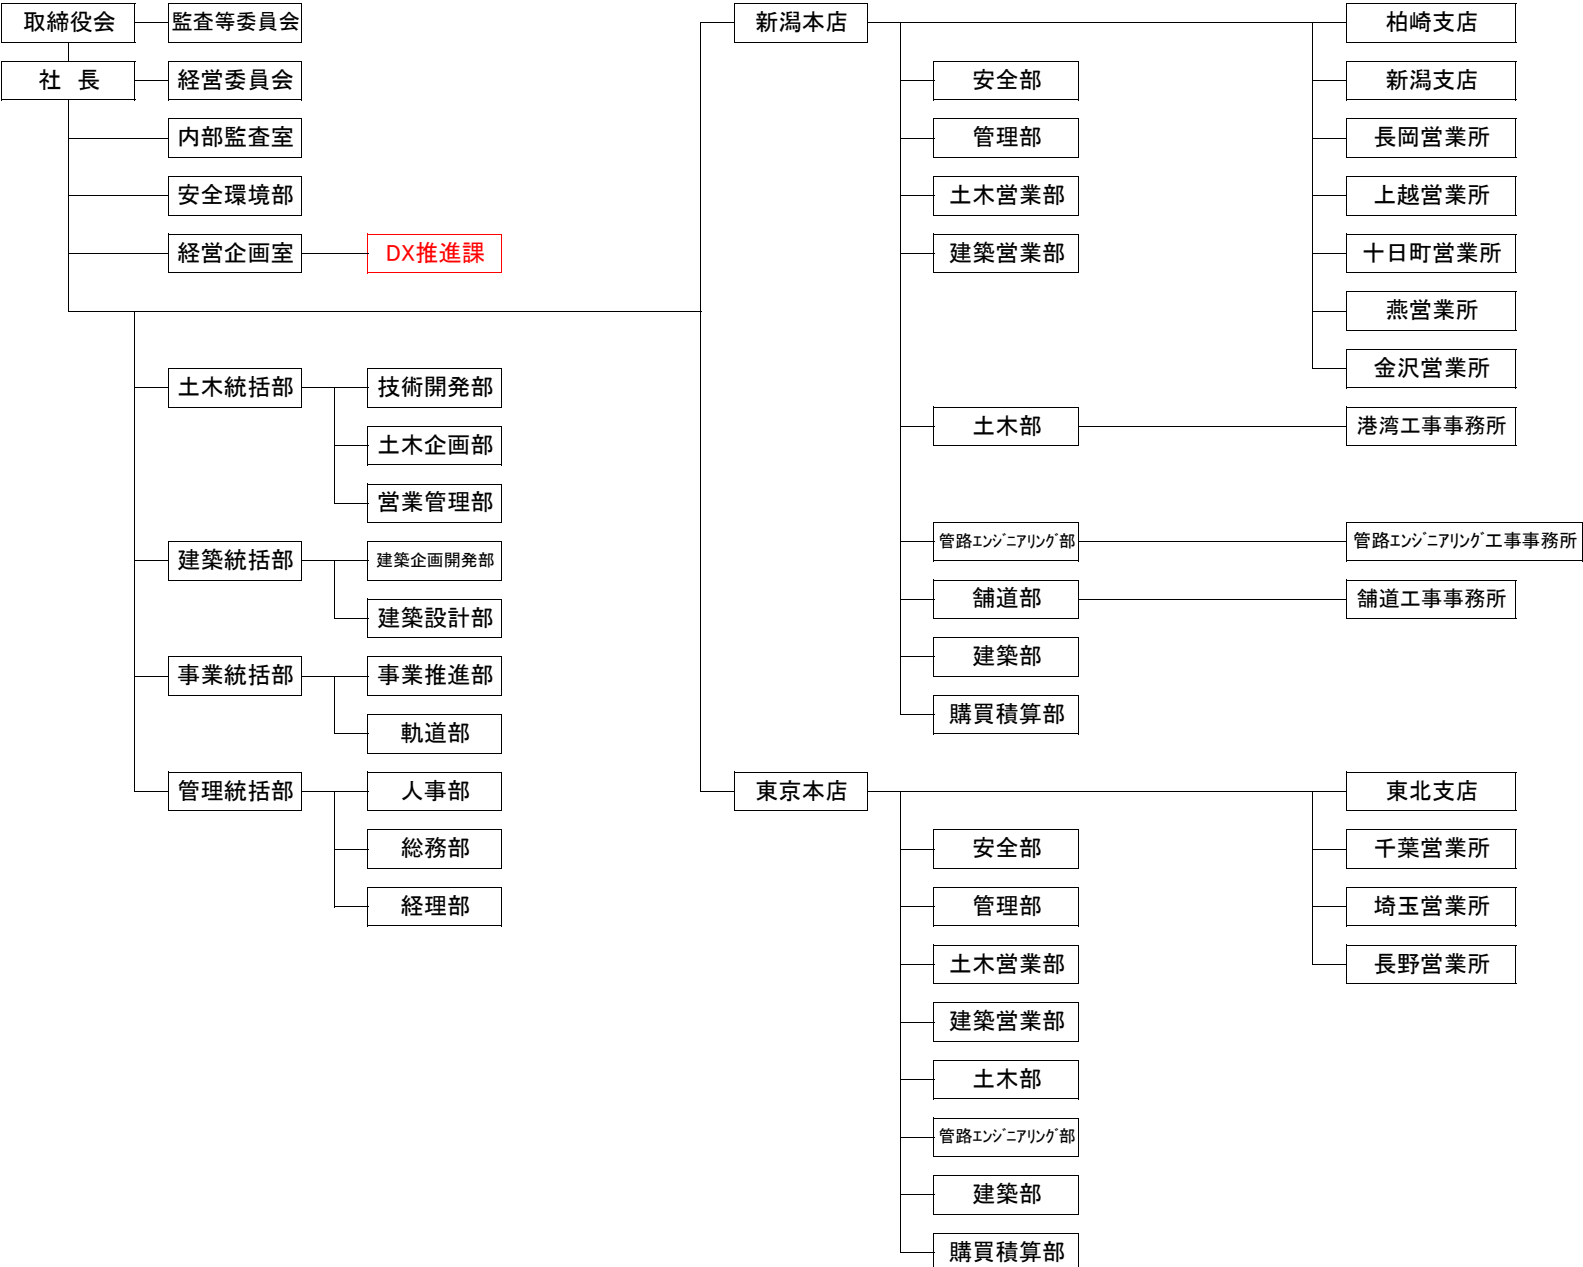 取締役会
監査等委員会
社　長
経営委員会
内部監査室
安全環境部
経営企画室
DX推進課
土木統括部
技術開発部
土木企画部
営業管理部
建築統括部
建築企画開発部
建築設計部
事業統括部
事業推進部
軌道部
管理統括部
人事部
総務部
経理部
新潟本店
安全部
管理部
土木営業部
建築営業部
土木部
管路ｴﾝｼﾞﾆｱﾘﾝｸﾞ部
舗道部
建築部
購買積算部
柏崎支店
新潟支店
長岡営業所
上越営業所
十日町営業所
燕営業所
金沢営業所
港湾工事事務所
管路ｴﾝｼﾞﾆｱﾘﾝｸﾞ工事事務所
舗道工事事務所
東京本店
安全部
管理部
土木営業部
建築営業部
土木部
管路ｴﾝｼﾞﾆｱﾘﾝｸﾞ部
建築部
購買積算部
東北支店
千葉営業所
埼玉営業所
長野営業所